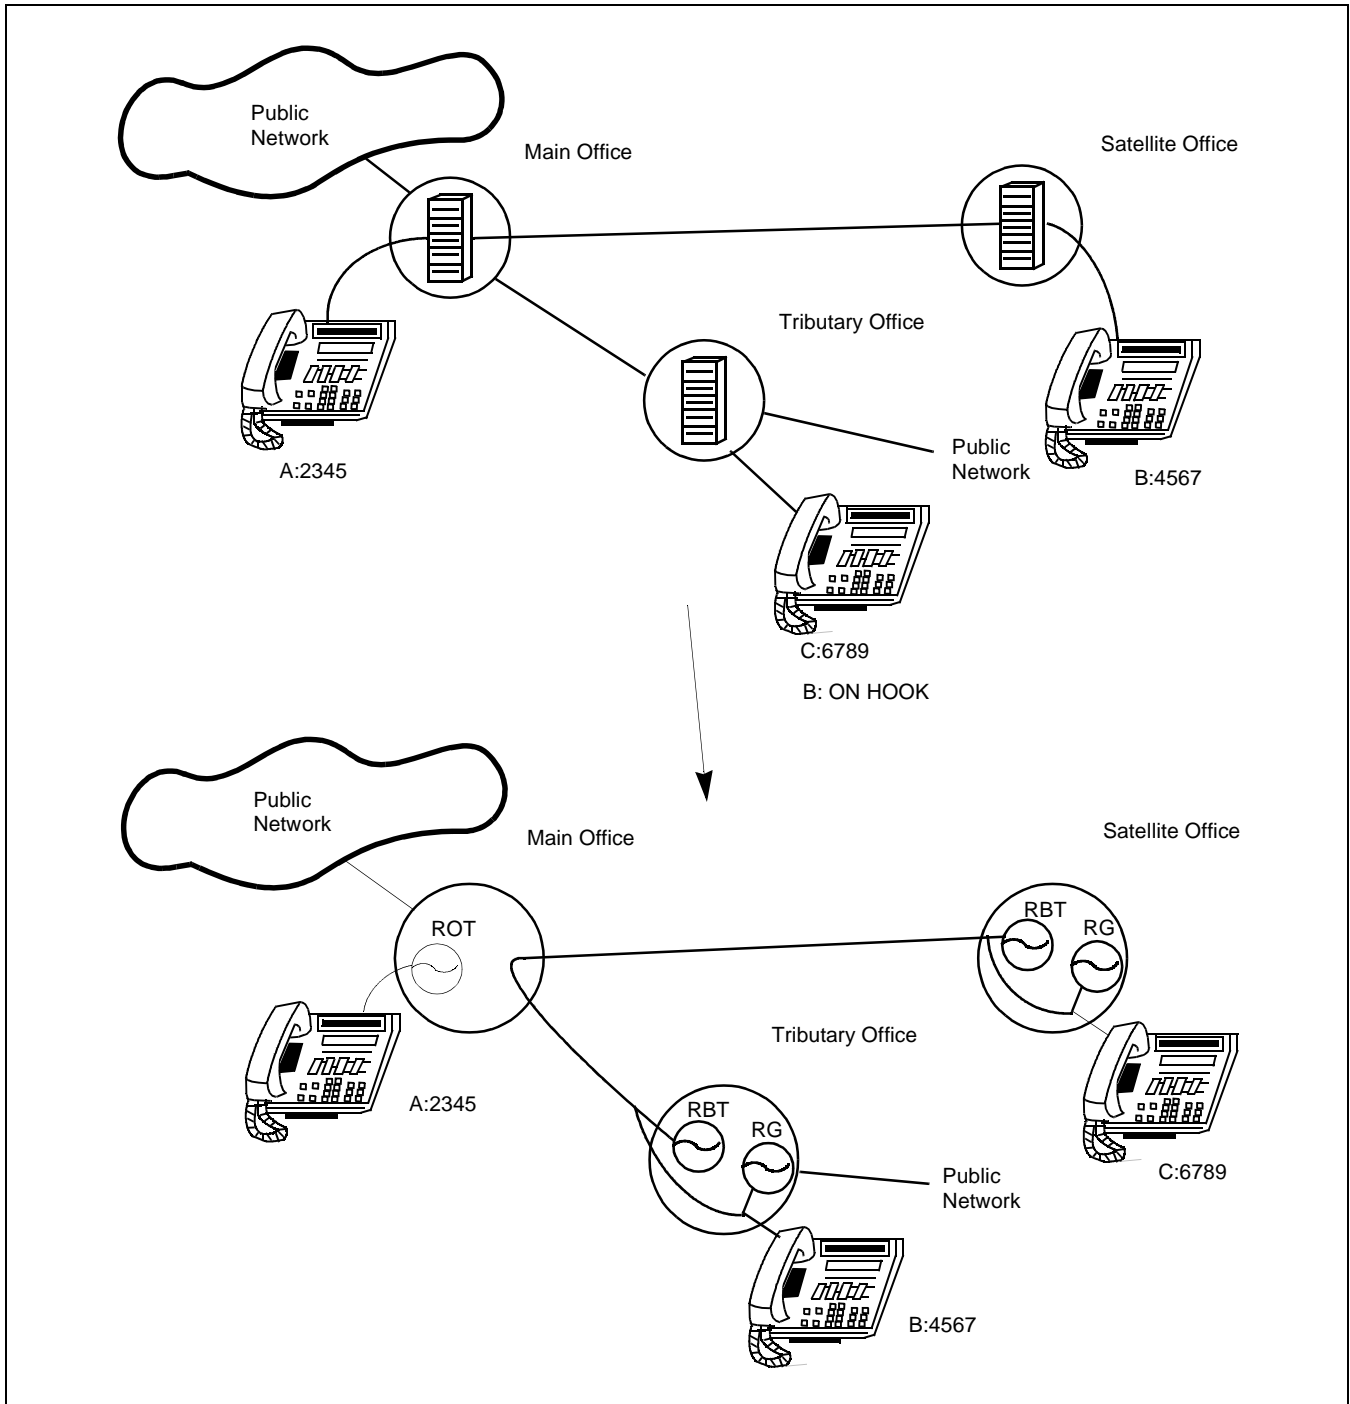 Public
Network
Main Office
Satellite Office
Tributary Office
A:2345
Public
Network
B:4567
C:6789
B: ON HOOK
Public
Network
Main Office
Satellite Office
ROT
RBT
RG
Tributary Office
A:2345
RBT
RG
Public
Network
C:6789
B:4567